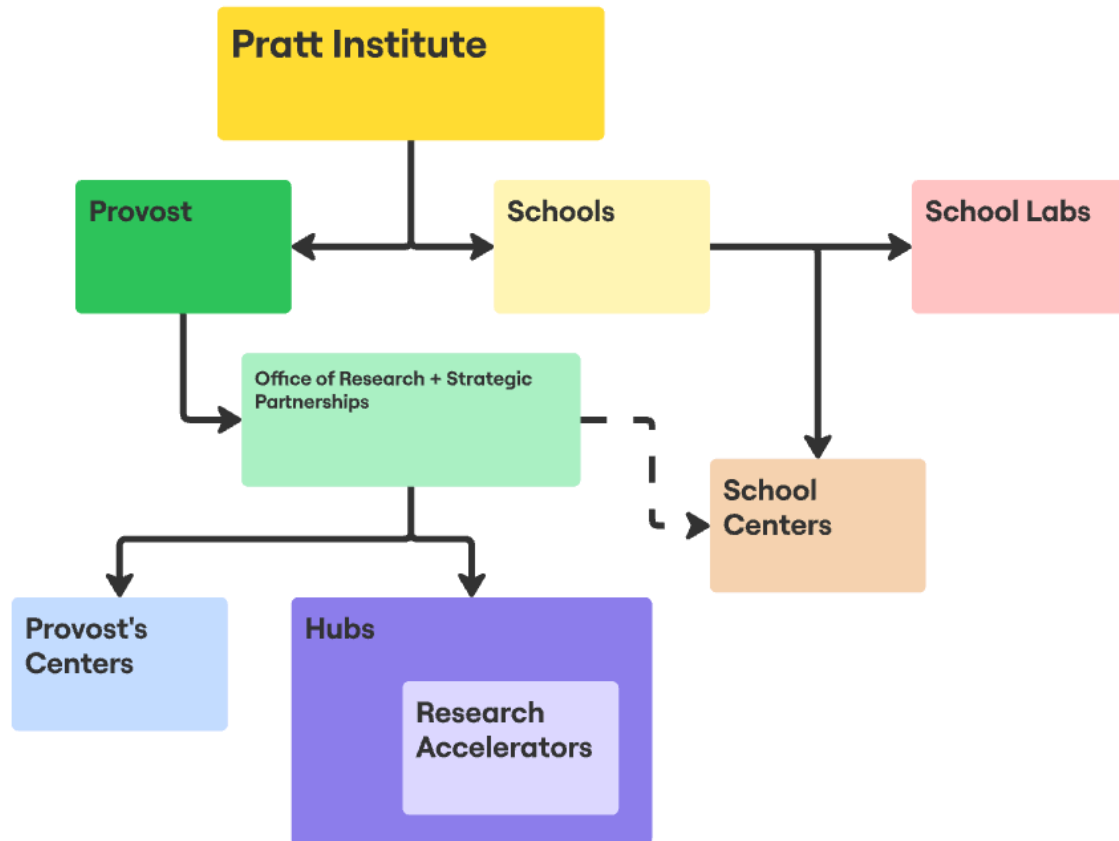 Pratt Institute
Provost
Schools
School Labs
Office of Research + Strategic
Partnerships
School
Centers
Provost's
Centers
Hubs
Research
Accelerators